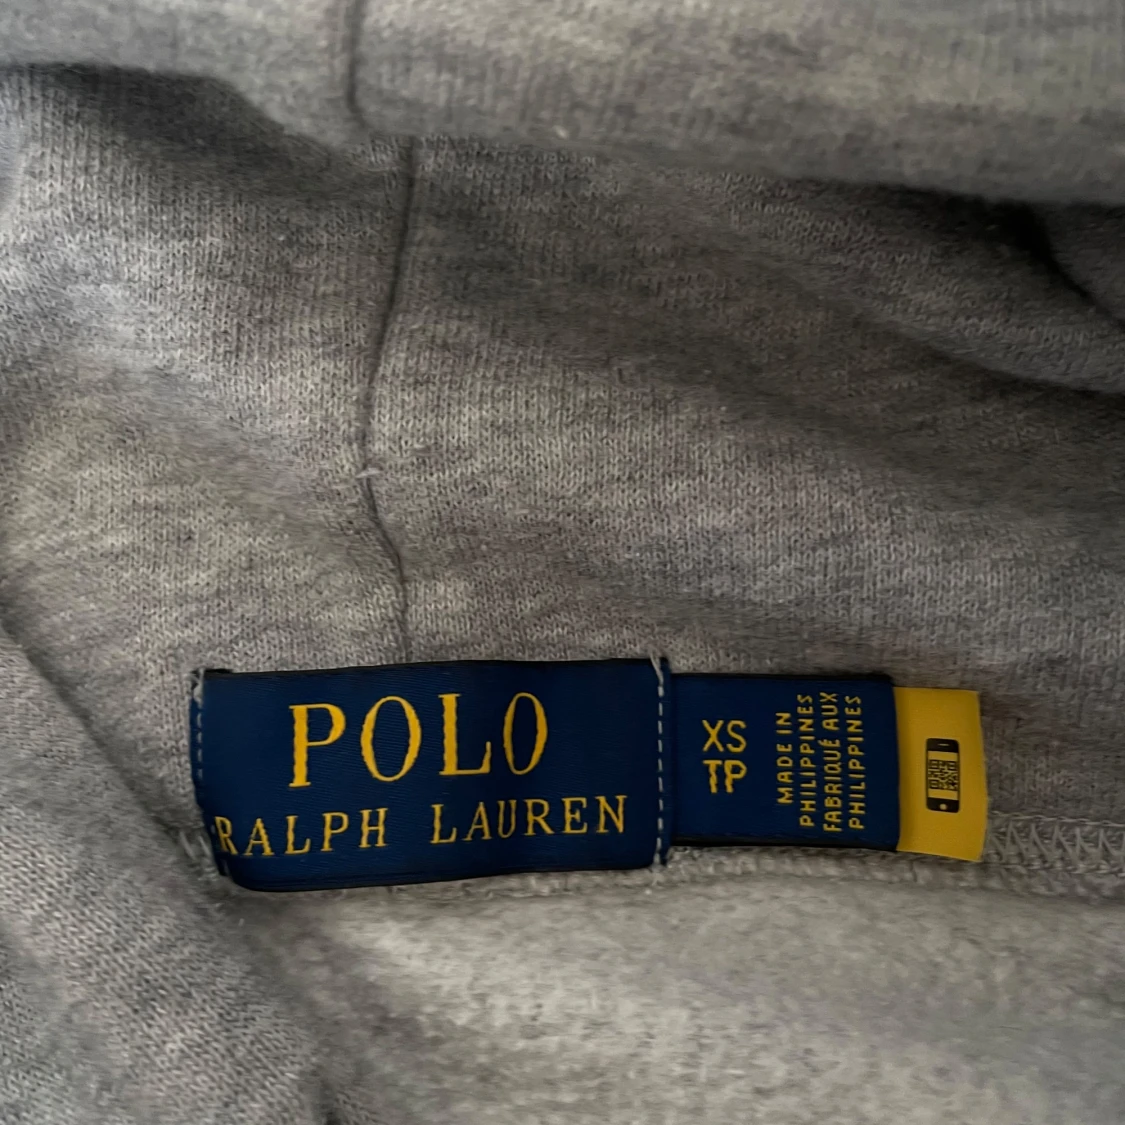 POLO
RALPH LAUREN
XS
TP
MADE IN
PHILIPPINES
FABRIQUÉ AUX
PHILIPPINES